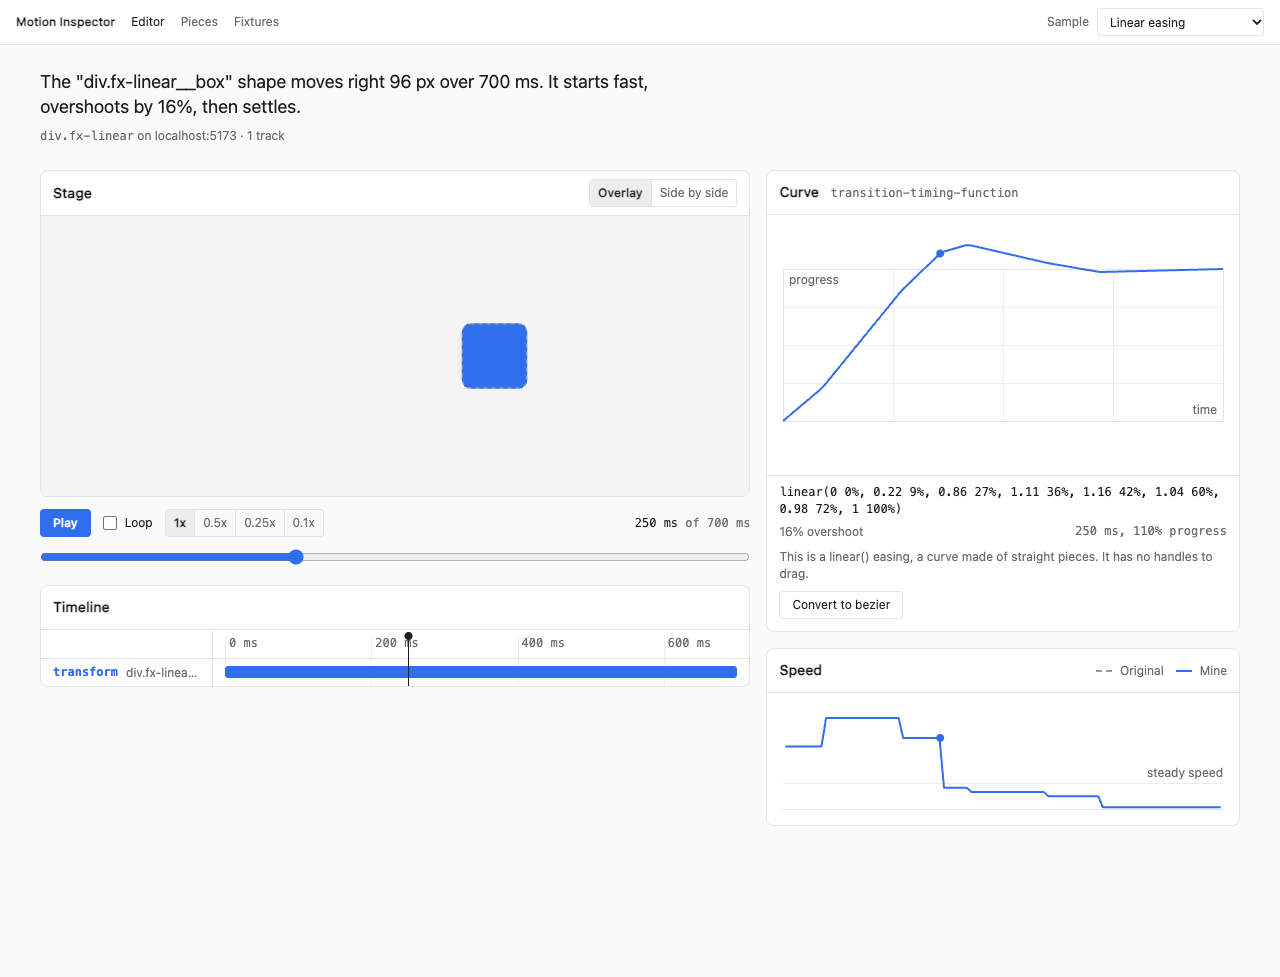 Motion Inspector Editor Pieces Fixtures Sample Linear easing
The "div.fx-linear__box" shape moves right 96 px over 700 ms. It starts fast,
overshoots by 16%, then settles.
div.fx-linear on localhost:5173 · 1 track
Stage Overlay Side by side
Play Loop 1x 0.5x 0.25x 0.1x 250 ms of 700 ms
Timeline
0 ms 200 ms 400 ms 600 ms
transform div.fx-linea...
Curve transition-timing-function
progress
time
linear(0 0%, 0.22 9%, 0.86 27%, 1.11 36%, 1.16 42%, 1.04 60%,
0.98 72%, 1 100%)
16% overshoot 250 ms, 110% progress
This is a linear() easing, a curve made of straight pieces. It has no handles to
drag.
Convert to bezier
Speed Original Mine
steady speed